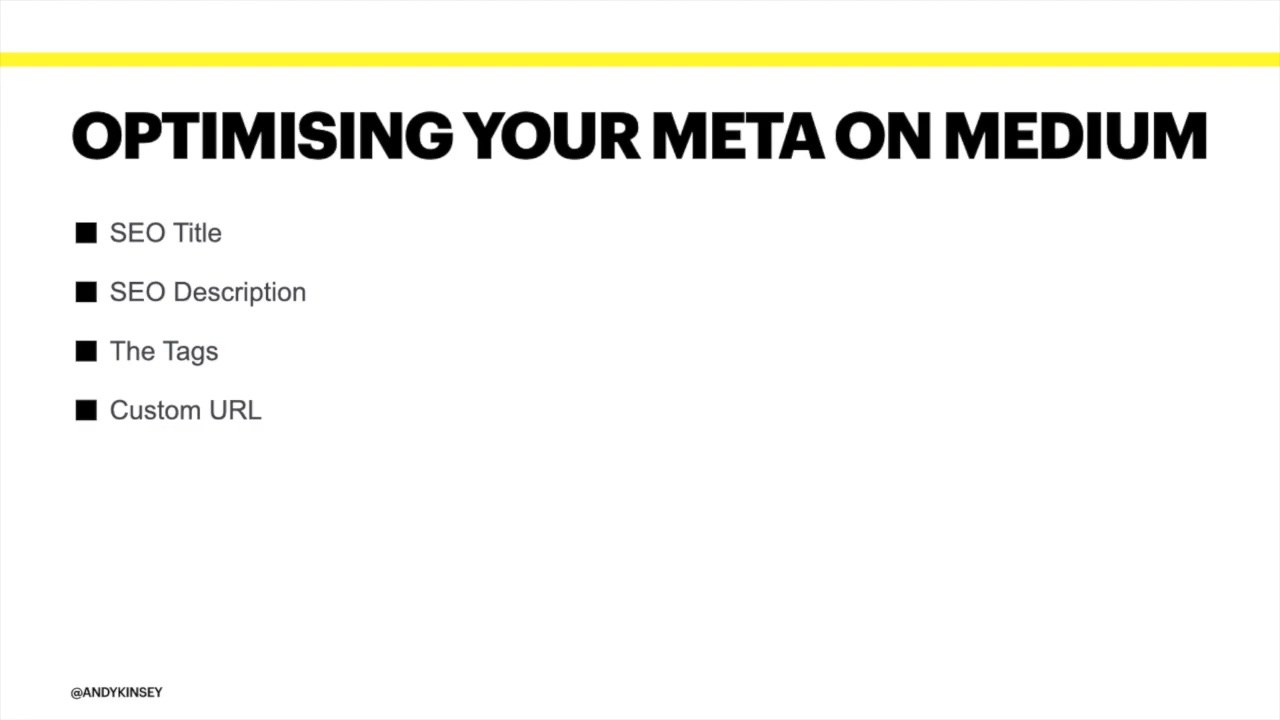 OPTIMISING YOUR META ON MEDIUM
SEO Title
SEO Description
The Tags
Custom URL
@ANDYKINSEY